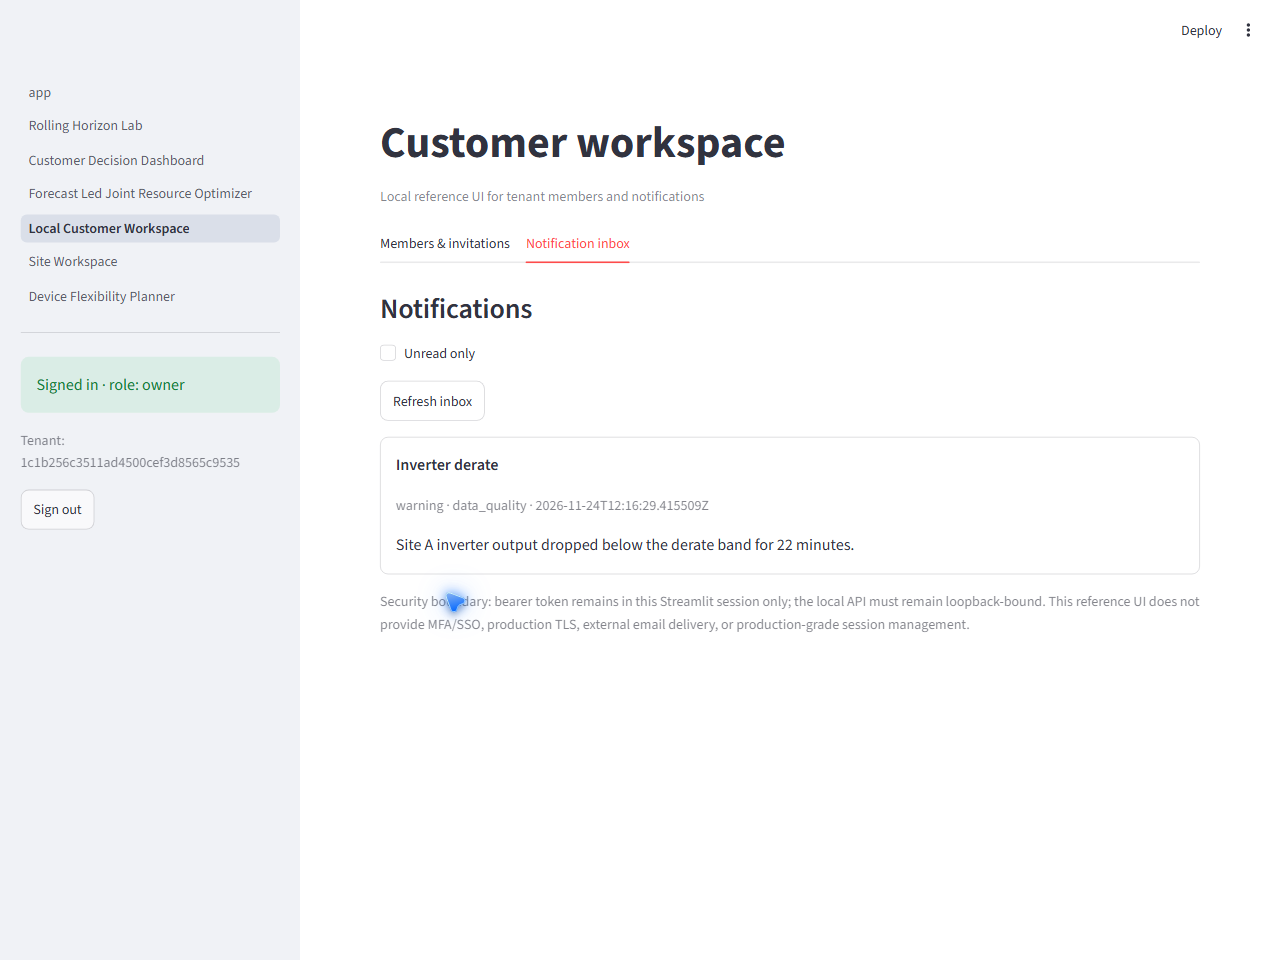 Deploy
app
Rolling Horizon Lab
Customer Decision Dashboard
Forecast Led Joint Resource Optimizer
Local Customer Workspace
Site Workspace
Device Flexibility Planner
Signed in · role: owner
Tenant:
1c1b256c3511ad4500cef3d8565c9535
Sign out
Customer workspace
Local reference UI for tenant members and notifications
Members & invitations
Notification inbox
Notifications
Unread only
Refresh inbox
Inverter derate
warning · data_quality · 2026-11-24T12:16:29.415509Z
Site A inverter output dropped below the derate band for 22 minutes.
Security boundary: bearer token remains in this Streamlit session only; the local API must remain loopback-bound. This reference UI does not
provide MFA/SSO, production TLS, external email delivery, or production-grade session management.